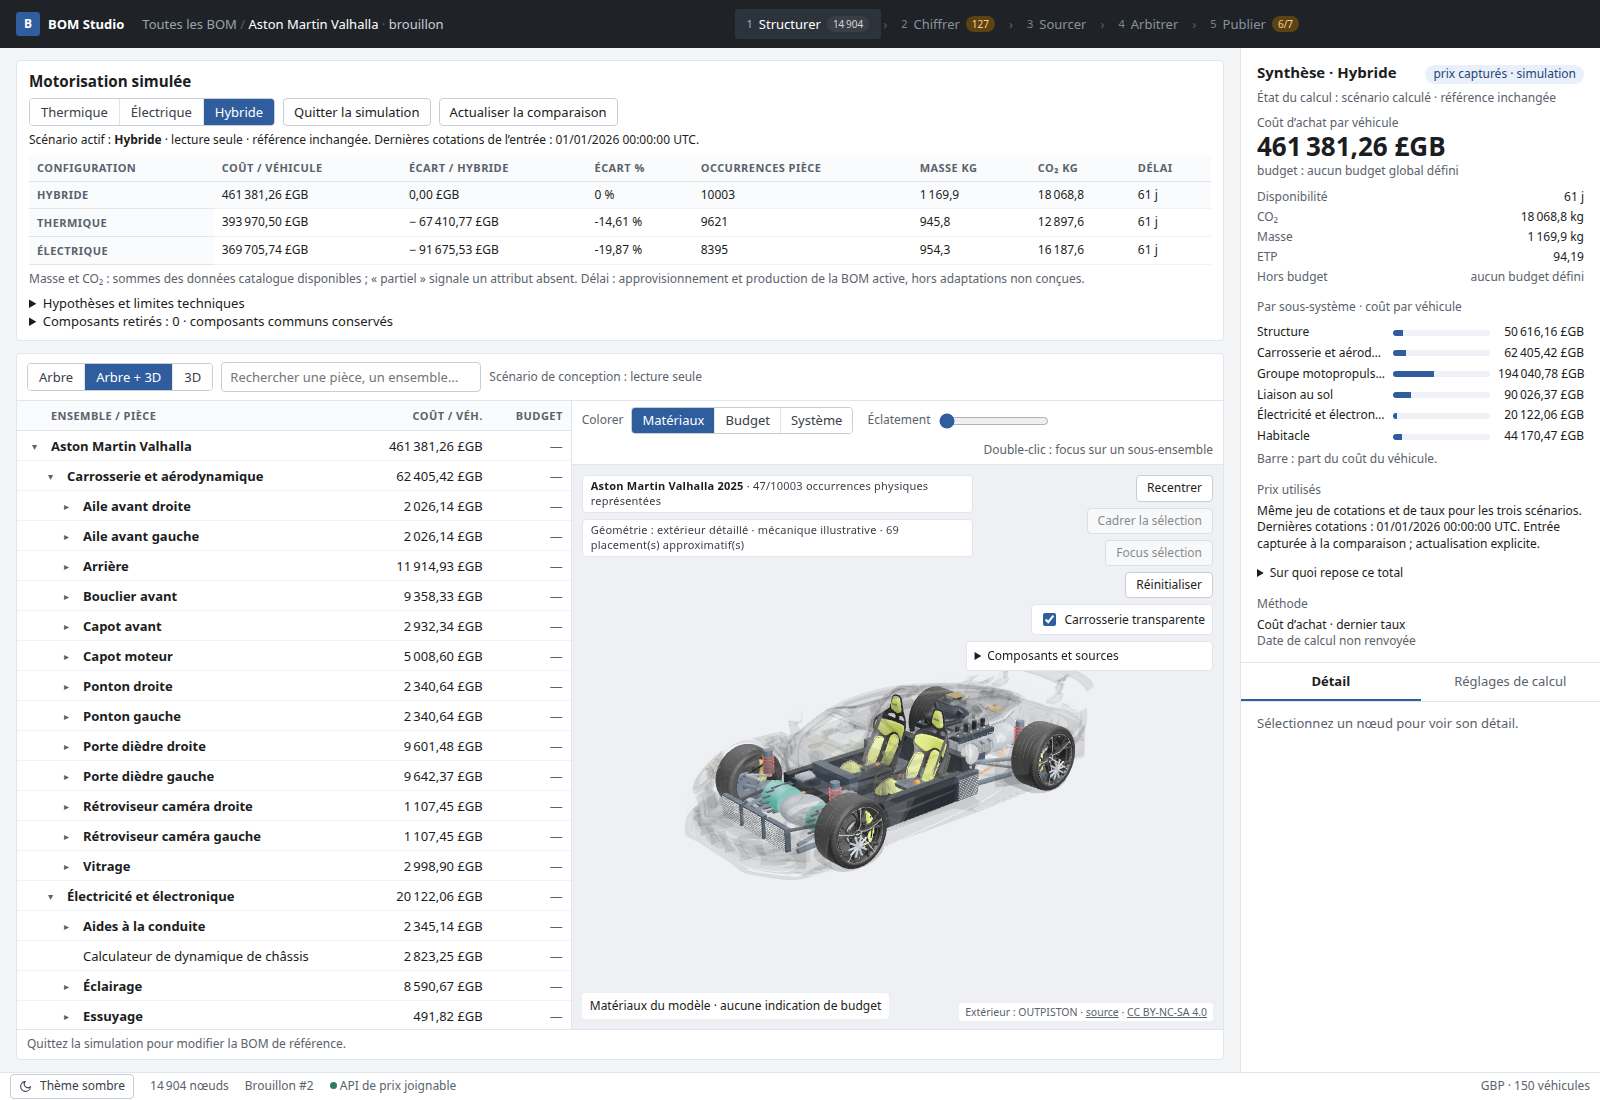 B BOM Studio Toutes les BOM / Aston Martin Valhalla · brouillon 1 Structurer 14 904 › 2 Chiffrer 127 › 3 Sourcer › 4 Arbitrer › 5 Publier 6/7
Motorisation simulée
Thermique Électrique Hybride Quitter la simulation Actualiser la comparaison
Scénario actif : Hybride · lecture seule · référence inchangée. Dernières cotations de l’entrée : 01/01/2026 00:00:00 UTC.
CONFIGURATION COÛT / VÉHICULE ÉCART / HYBRIDE ÉCART % OCCURRENCES PIÈCE MASSE KG CO₂ KG DÉLAI
HYBRIDE 461 381,26 £GB 0,00 £GB 0 % 10003 1 169,9 18 068,8 61 j
THERMIQUE 393 970,50 £GB − 67 410,77 £GB -14,61 % 9621 945,8 12 897,6 61 j
ÉLECTRIQUE 369 705,74 £GB − 91 675,53 £GB -19,87 % 8395 954,3 16 187,6 61 j
Masse et CO₂ : sommes des données catalogue disponibles ; « partiel » signale un attribut absent. Délai : approvisionnement et production de la BOM active, hors adaptations non conçues.
Hypothèses et limites techniques
Composants retirés : 0 · composants communs conservés
Arbre Arbre + 3D 3D Rechercher une pièce, un ensemble... Scénario de conception : lecture seule
ENSEMBLE / PIÈCE COÛT / VÉH. BUDGET
Aston Martin Valhalla 461 381,26 £GB —
Carrosserie et aérodynamique 62 405,42 £GB —
Aile avant droite 2 026,14 £GB —
Aile avant gauche 2 026,14 £GB —
Arrière 11 914,93 £GB —
Bouclier avant 9 358,33 £GB —
Capot avant 2 932,34 £GB —
Capot moteur 5 008,60 £GB —
Ponton droite 2 340,64 £GB —
Ponton gauche 2 340,64 £GB —
Porte dièdre droite 9 601,48 £GB —
Porte dièdre gauche 9 642,37 £GB —
Rétroviseur caméra droite 1 107,45 £GB —
Rétroviseur caméra gauche 1 107,45 £GB —
Vitrage 2 998,90 £GB —
Électricité et électronique 20 122,06 £GB —
Aides à la conduite 2 345,14 £GB —
Calculateur de dynamique de châssis 2 823,25 £GB —
Éclairage 8 590,67 £GB —
Essuyage 491,82 £GB —
Quittez la simulation pour modifier la BOM de référence.
Colorer Matériaux Budget Système Éclatement
Double-clic : focus sur un sous-ensemble
Aston Martin Valhalla 2025 · 47/10003 occurrences physiques
représentées
Géométrie : extérieur détaillé · mécanique illustrative · 69
placement(s) approximatif(s)
Recentrer
Cadrer la sélection
Focus sélection
Réinitialiser
Carrosserie transparente
Composants et sources
Matériaux du modèle · aucune indication de budget
Extérieur : OUTPISTON · source · CC BY-NC-SA 4.0
Synthèse · Hybride prix capturés · simulation
État du calcul : scénario calculé · référence inchangée
Coût d’achat par véhicule
461 381,26 £GB
budget : aucun budget global défini
Disponibilité 61 j
CO₂ 18 068,8 kg
Masse 1 169,9 kg
ETP 94,19
Hors budget aucun budget défini
Par sous-système · coût par véhicule
Structure 50 616,16 £GB
Carrosserie et aérod... 62 405,42 £GB
Groupe motopropuls... 194 040,78 £GB
Liaison au sol 90 026,37 £GB
Électricité et électron... 20 122,06 £GB
Habitacle 44 170,47 £GB
Barre : part du coût du véhicule.
Prix utilisés
Même jeu de cotations et de taux pour les trois scénarios.
Dernières cotations : 01/01/2026 00:00:00 UTC. Entrée
capturée à la comparaison ; actualisation explicite.
Sur quoi repose ce total
Méthode
Coût d’achat · dernier taux
Date de calcul non renvoyée
Détail Réglages de calcul
Sélectionnez un nœud pour voir son détail.
Thème sombre 14 904 nœuds Brouillon #2 API de prix joignable GBP · 150 véhicules